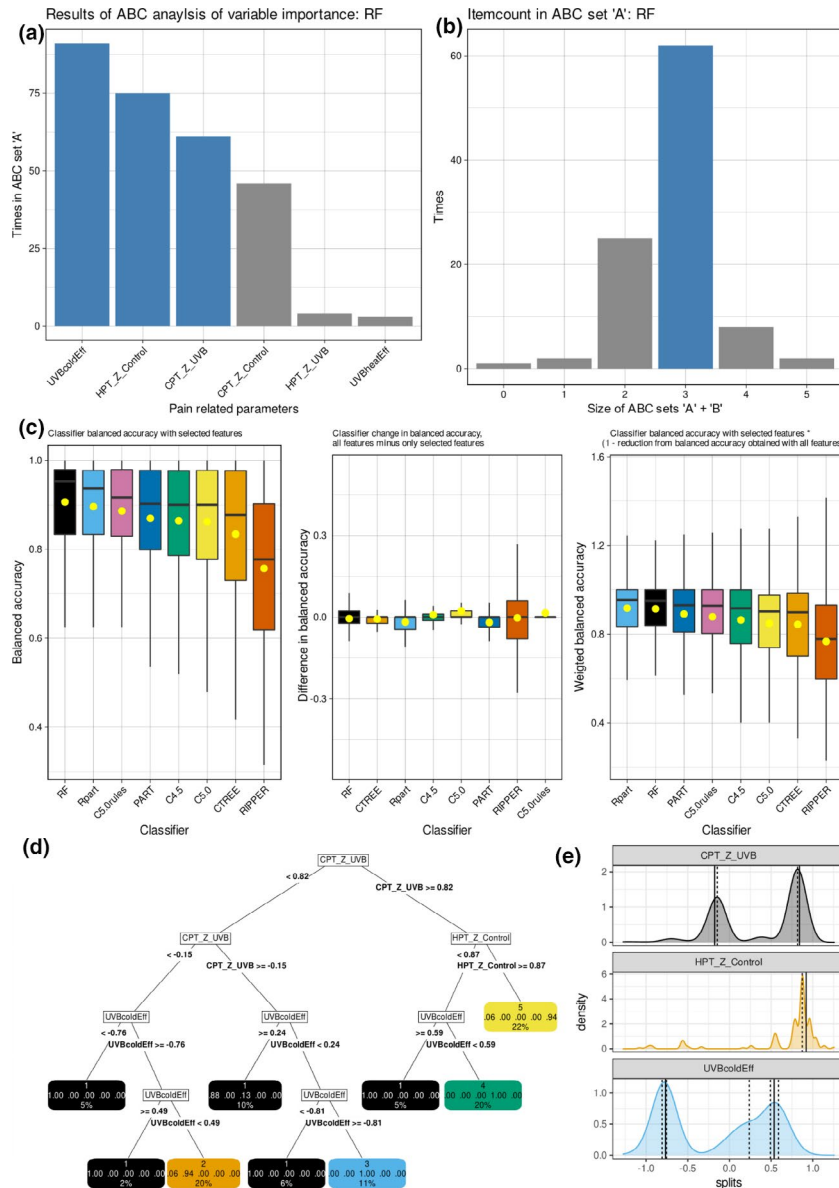 Results of ABC anaylsis of variable importance: RF
(a)
Times in ABC set 'A'
75
50
25
0
UVBcoldEff
HPT_Z_Control
CPT_Z_UVB
CPT_Z_Control
HPT_Z_UVB
UVBheatEff
Pain related parameters
Itemcount in ABC set 'A': RF
(b)
Times
60
40
20
0
0 1 2 3 4 5
Size of ABC sets 'A' + 'B'
(c)
Classifier balanced accuracy with selected features
Balanced accuracy
1.0
0.8
0.6
0.4
RF
Rpart
C5.0rules
PART
C4.5
C5.0
CTREE
RIPPER
Classifier
Classifier change in balanced accuracy,
all features minus only selected features
Difference in balanced accuracy
0.3
0.0
-0.3
RF
CTREE
Rpart
C4.5
C5.0
PART
RIPPER
C5.0rules
Classifier
Classifier balanced accuracy with selected features *
(1 - reduction from balanced accuracy obtained with all features
Weigted balanced accuracy
1.6
1.2
0.8
0.4
Rpart
RF
PART
C5.0rules
C4.5
C5.0
CTREE
RIPPER
Classifier
(d)
CPT_Z_UVB
< 0.82
CPT_Z_UVB >= 0.82
CPT_Z_UVB
HPT_Z_Control
< -0.15
CPT_Z_UVB >= -0.15
< 0.87
HPT_Z_Control >= 0.87
UVBcoldEff
UVBcoldEff
UVBcoldEff
5
.06 .00 .00 .00 .94
22%
< -0.76
UVBcoldEff >= -0.76
>= 0.24
UVBcoldEff < 0.24
>= 0.59
UVBcoldEff < 0.59
1
1.00 .00 .00 .00 .00
5%
UVBcoldEff
1
.88 .00 .13 .00 .00
10%
UVBcoldEff
1
1.00 .00 .00 .00 .00
5%
4
.00 .00 .00 1.00 .00
20%
>= 0.49
UVBcoldEff < 0.49
< -0.81
UVBcoldEff >= -0.81
1
1.00 .00 .00 .00 .00
2%
2
.06 .94 .00 .00 .00
20%
1
1.00 .00 .00 .00 .00
6%
3
.00 .00 1.00 .00 .00
11%
(e)
CPT_Z_UVB
2
1
0
HPT_Z_Control
density
6
4
2
0
UVBcoldEff
1.0
0.5
0.0
-1.0 -0.5 0.0 0.5 1.0
splits